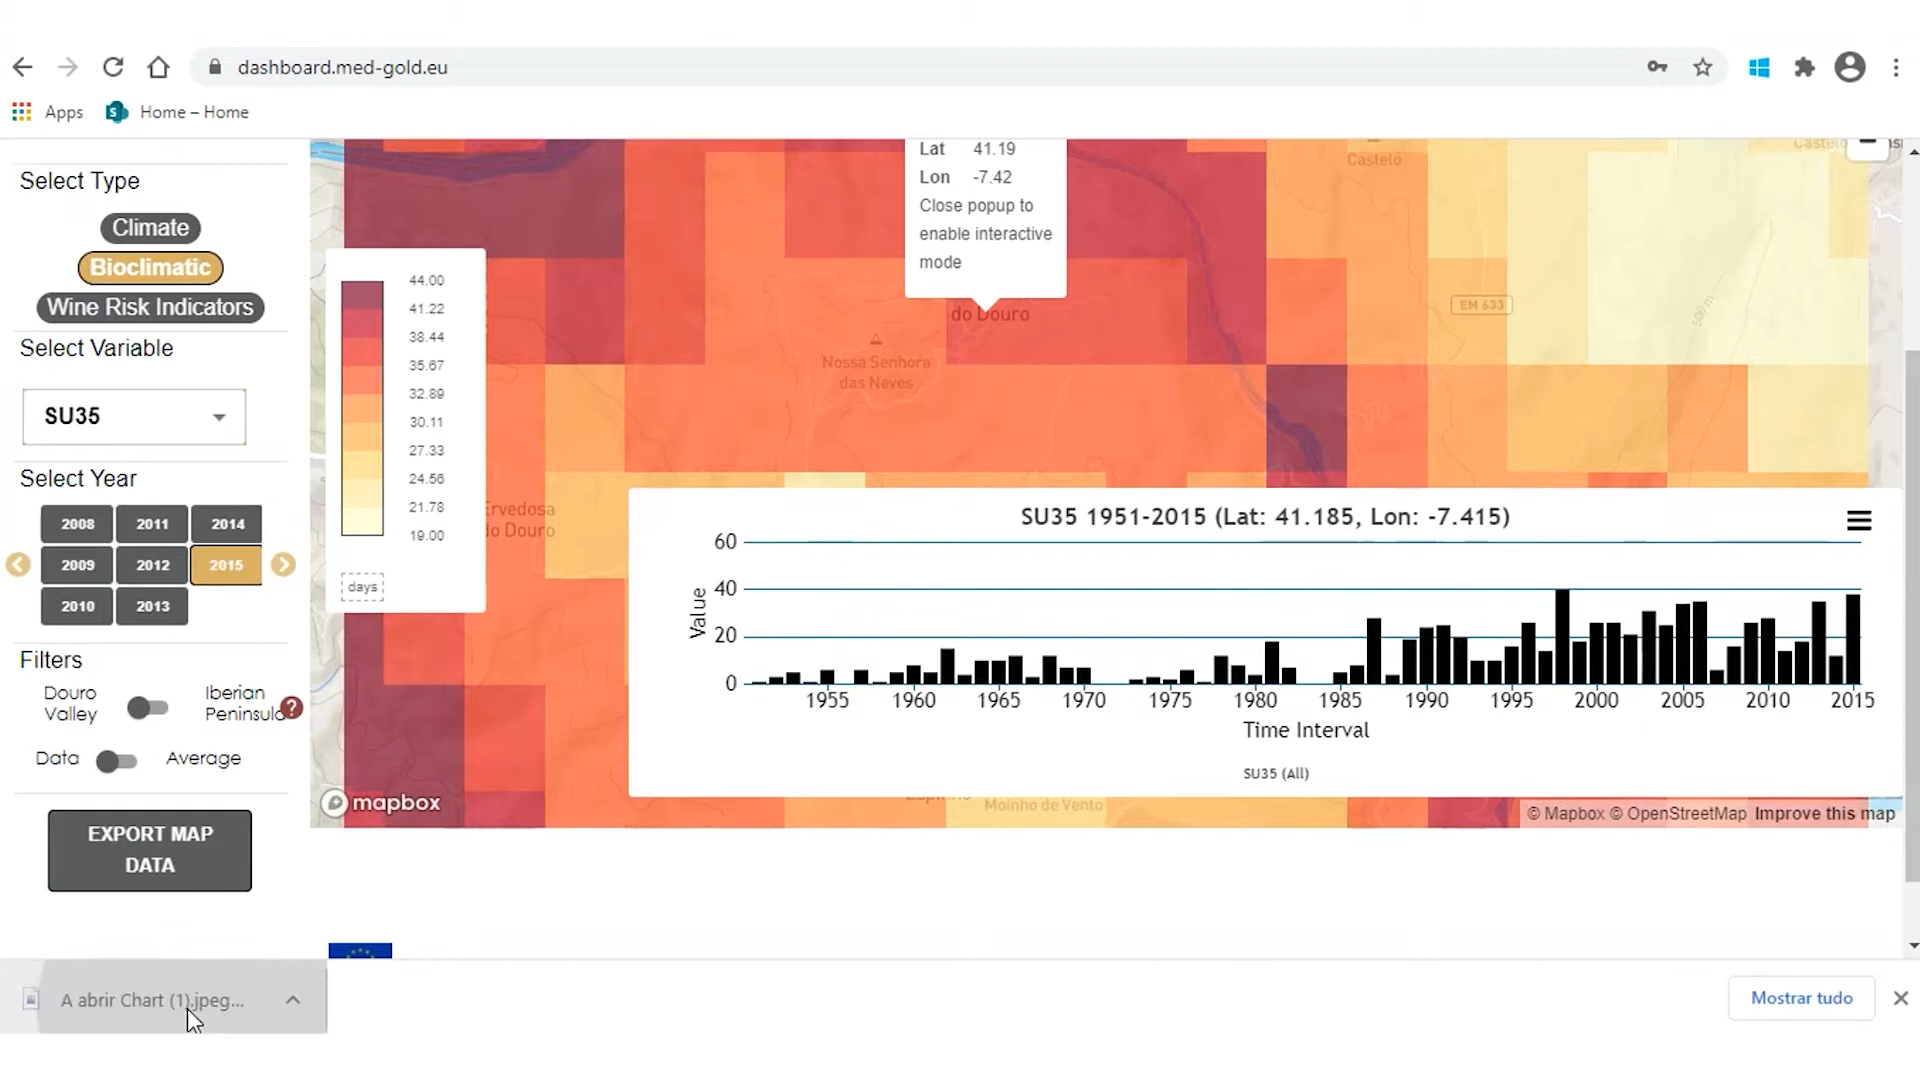 dashboard.med-gold.eu
Apps
Home – Home
Select Type
Climate
Bioclimatic
Wine Risk Indicators
Select Variable
SU35
Select Year
2008 2011 2014
2009 2012 2015
2010 2013
Filters
Douro Valley
Iberian Peninsula
?
Data
Average
EXPORT MAP DATA
44.00
41.22
38.44
35.67
32.89
30.11
27.33
24.56
21.78
19.00
days
Lat 41.19
Lon -7.42
Close popup to
enable interactive
mode
do Douro
Nossa Senhora
das Neves
Castelo
EM 633
500 m
Ervedosa
do Douro
SU35 1951-2015 (Lat: 41.185, Lon: -7.415)
60
40
20
0
Value
1955 1960 1965 1970 1975 1980 1985 1990 1995 2000 2005 2010 2015
Time Interval
SU35 (All)
Moinho de Vento
mapbox
© Mapbox © OpenStreetMap Improve this map
A abrir Chart (1).jpeg...
Mostrar tudo